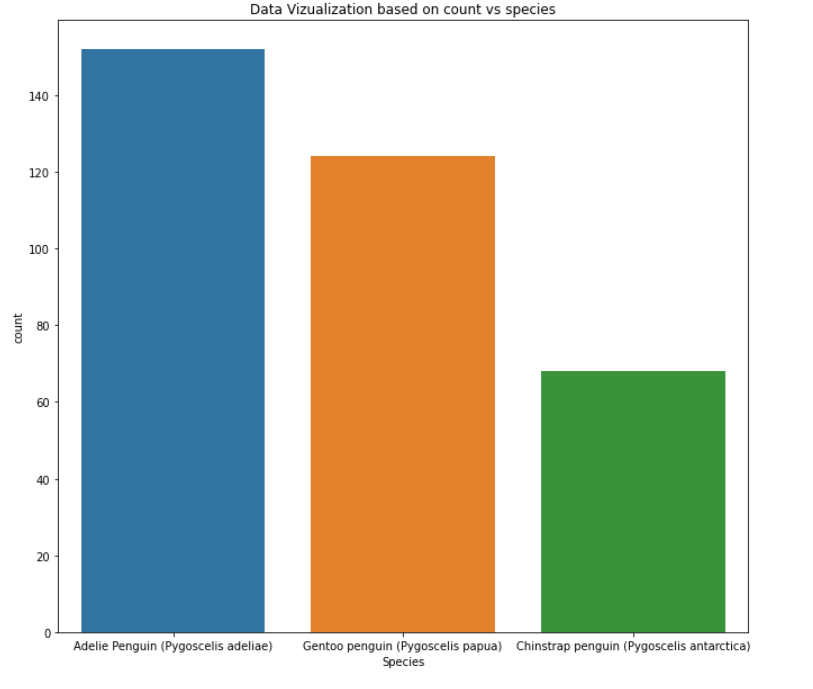 Data Vizualization based on count vs species
count
140
120
100
80
60
40
20
0
Adelie Penguin (Pygoscelis adeliae) Gentoo penguin (Pygoscelis papua) Chinstrap penguin (Pygoscelis antarctica)
Species